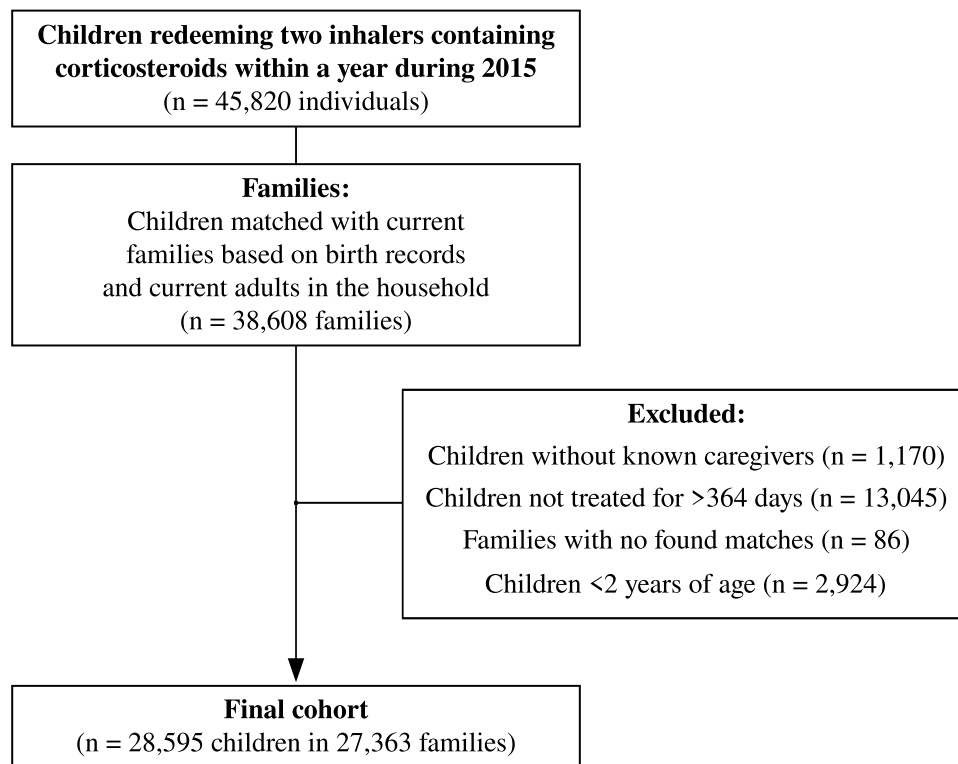 Children redeeming two inhalers containing
corticosteroids within a year during 2015
(n = 45,820 individuals)
Families:
Children matched with current
families based on birth records
and current adults in the household
(n = 38,608 families)
Excluded:
Children without known caregivers (n = 1,170)
Children not treated for >364 days (n = 13,045)
Families with no found matches (n = 86)
Children <2 years of age (n = 2,924)
Final cohort
(n = 28,595 children in 27,363 families)